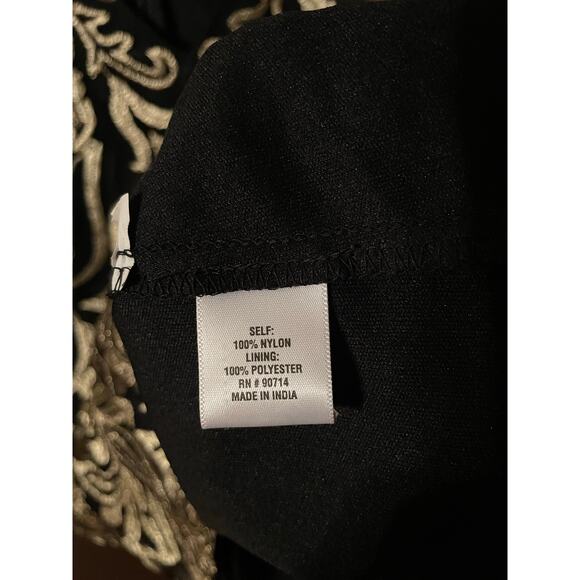 SELF:
100% NYLON
LINING:
100% POLYESTER
RN # 90714
MADE IN INDIA